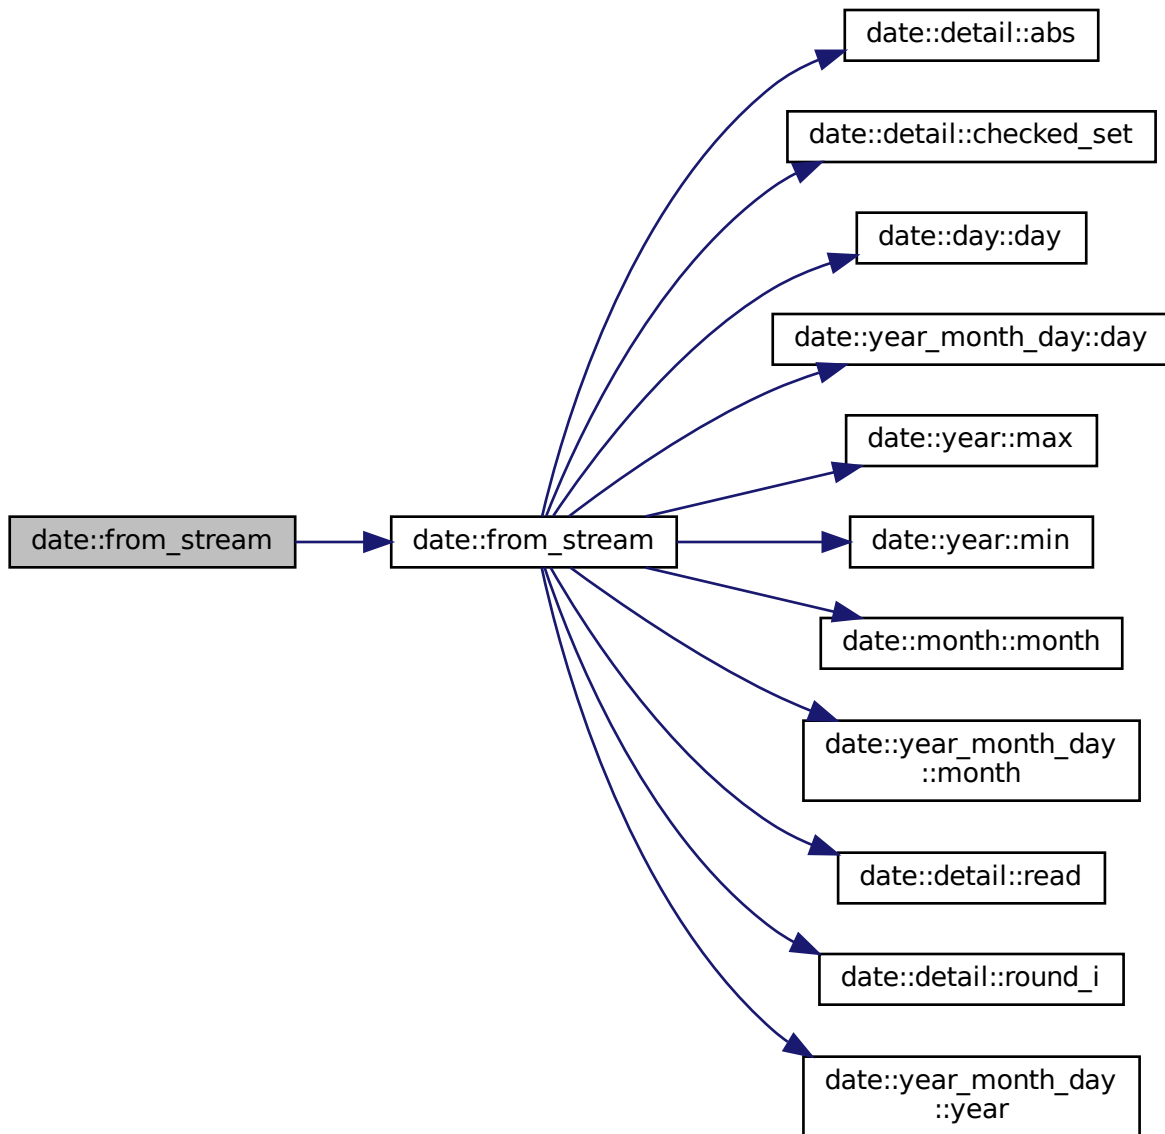 date::detail::abs
date::detail::checked_set
date::day::day
date::year_month_day::day
date::year::max
date::from_stream
date::from_stream
date::year::min
date::month::month
date::year_month_day
::month
date::detail::read
date::detail::round_i
date::year_month_day
::year